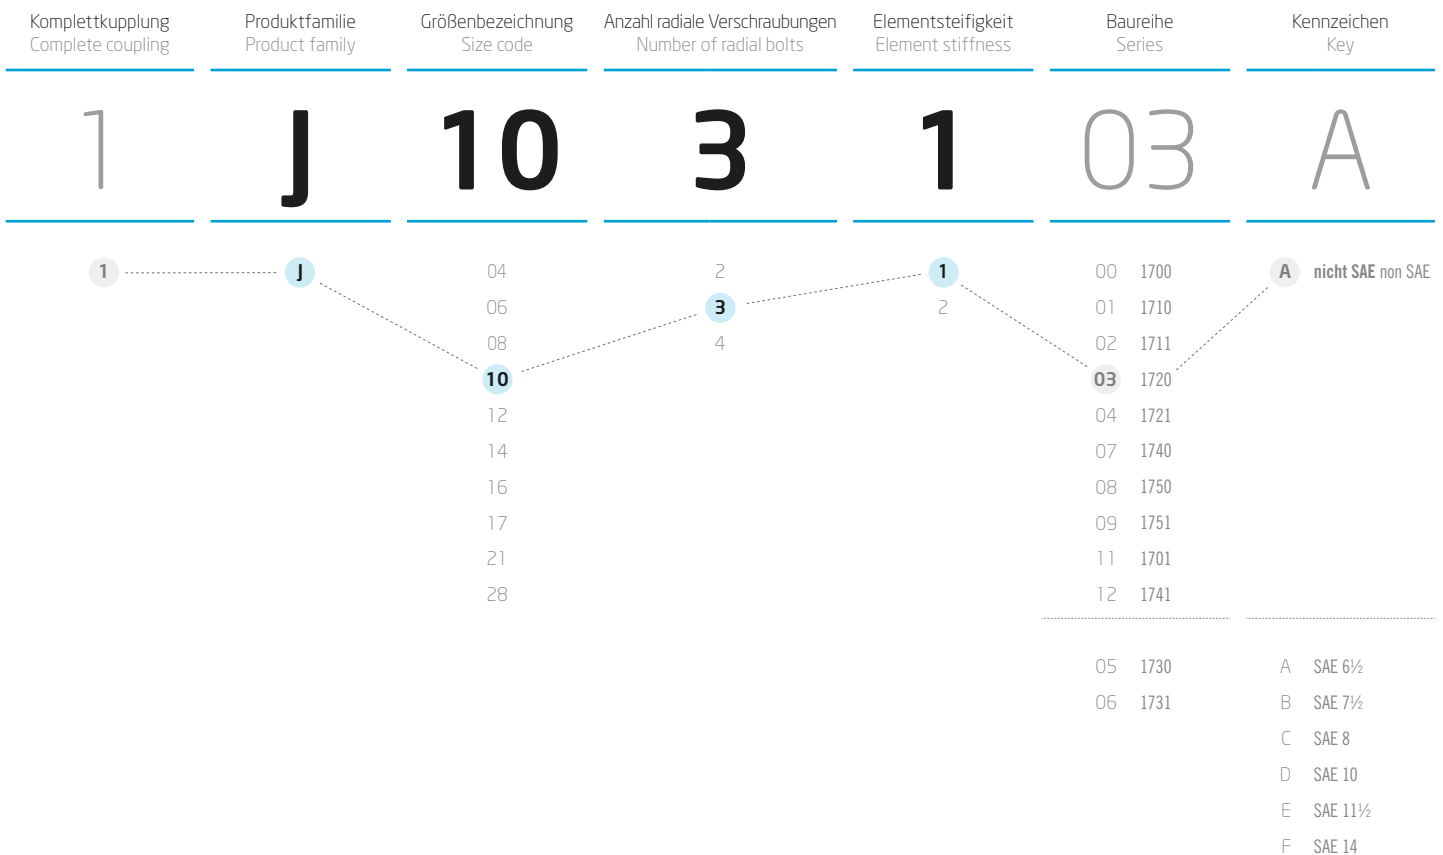 Komplettkupplung Produktfamilie Größenbezeichnung Anzahl radiale Verschraubungen Elementsteifigkeit Baureihe Kennzeichen
Complete coupling Product family Size code Number of radial bolts Element stiffness Series Key
1 J 10 3 1 03 A
1 J 04 2 1 00 1700 A nicht SAE non SAE
06 3 2 01 1710
08 4 02 1711
10 03 1720
12 04 1721
14 07 1740
16 08 1750
17 09 1751
21 11 1701
28 12 1741
05 1730 A SAE 6½
06 1731 B SAE 7½
C SAE 8
D SAE 10
E SAE 11½
F SAE 14